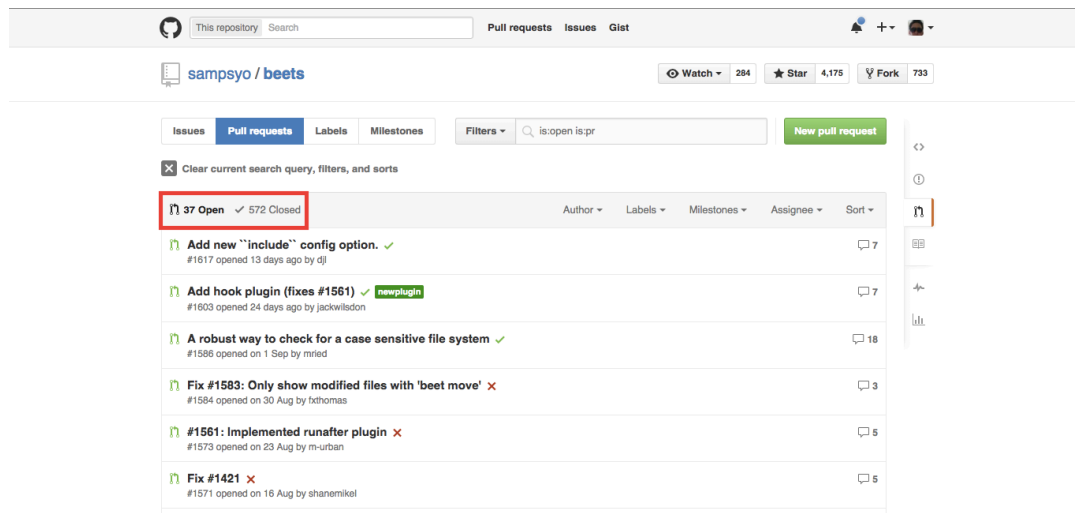 This repository Search Pull requests Issues Gist
sampsyo / beets Watch 284 Star 4,175 Fork 733
Issues Pull requests Labels Milestones Filters is:open is:pr New pull request
Clear current search query, filters, and sorts
37 Open 572 Closed Author Labels Milestones Assignee Sort
Add new ``include`` config option. 7
#1617 opened 13 days ago by djl
Add hook plugin (fixes #1561) newplugin 7
#1603 opened 24 days ago by jackwilsdon
A robust way to check for a case sensitive file system 18
#1586 opened on 1 Sep by mried
Fix #1583: Only show modified files with 'beet move' 3
#1584 opened on 30 Aug by fxthomas
#1561: Implemented runafter plugin 5
#1573 opened on 23 Aug by m-urban
Fix #1421 5
#1571 opened on 16 Aug by shanemikel